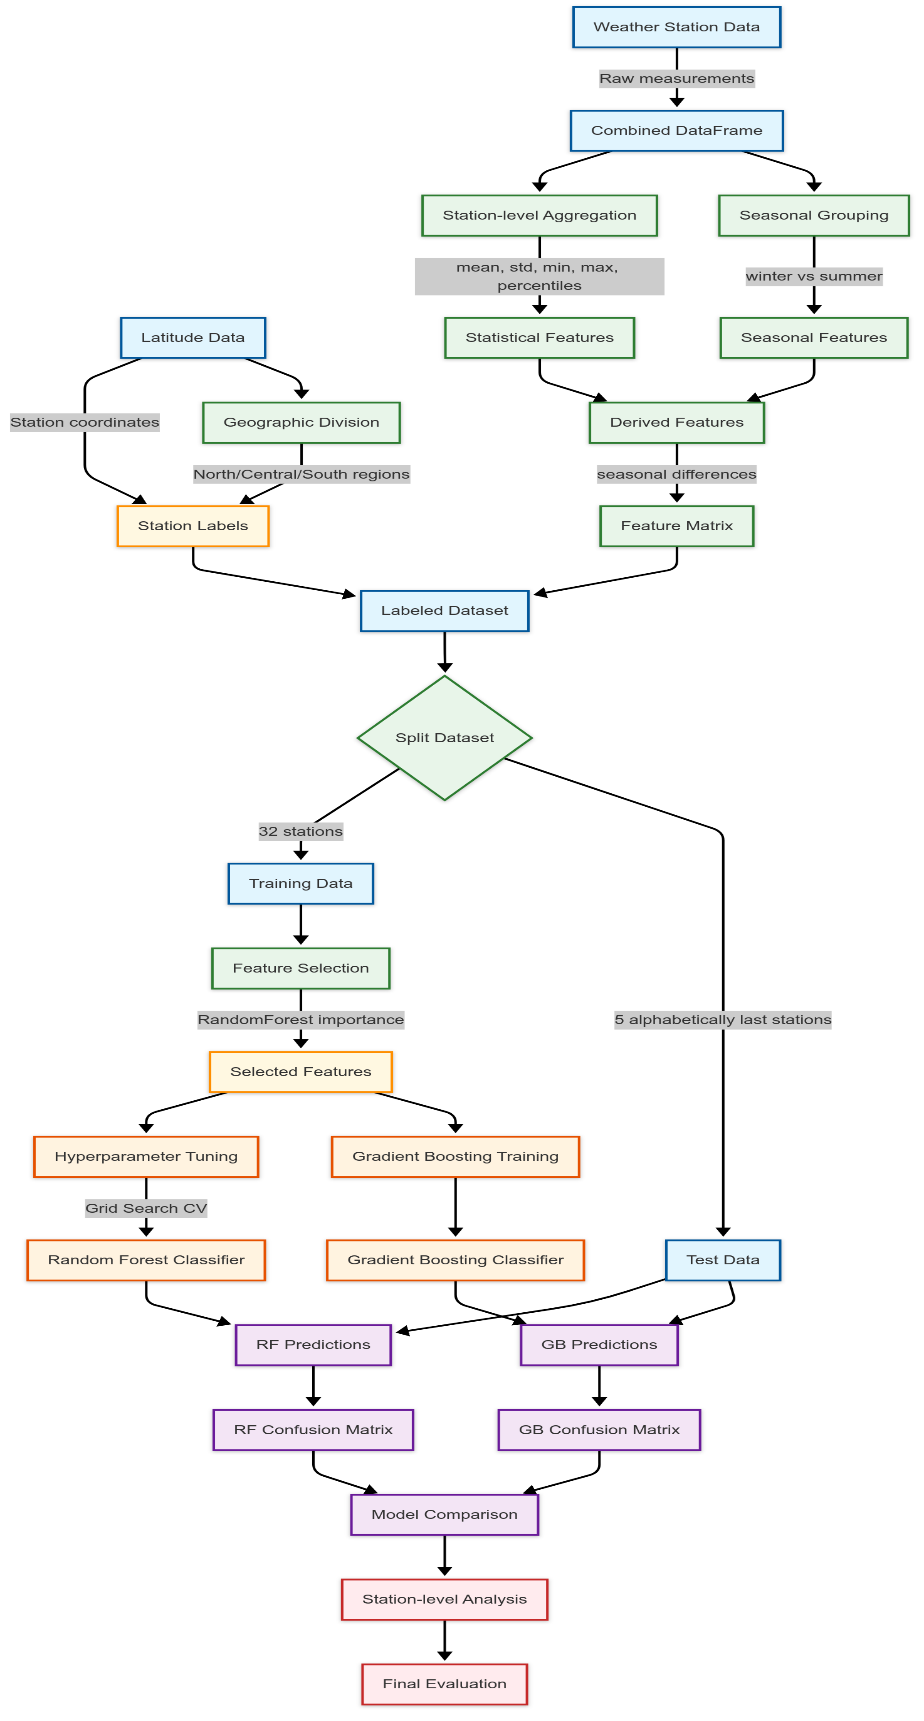 Weather Station Data
Raw measurements
Combined DataFrame
Station-level Aggregation
Seasonal Grouping
mean, std, min, max,
percentiles
winter vs summer
Latitude Data
Statistical Features
Seasonal Features
Station coordinates
Geographic Division
Derived Features
North/Central/South regions
seasonal differences
Station Labels
Feature Matrix
Labeled Dataset
Split Dataset
32 stations
Training Data
Feature Selection
RandomForest importance
5 alphabetically last stations
Selected Features
Hyperparameter Tuning
Gradient Boosting Training
Grid Search CV
Random Forest Classifier
Gradient Boosting Classifier
Test Data
RF Predictions
GB Predictions
RF Confusion Matrix
GB Confusion Matrix
Model Comparison
Station-level Analysis
Final Evaluation